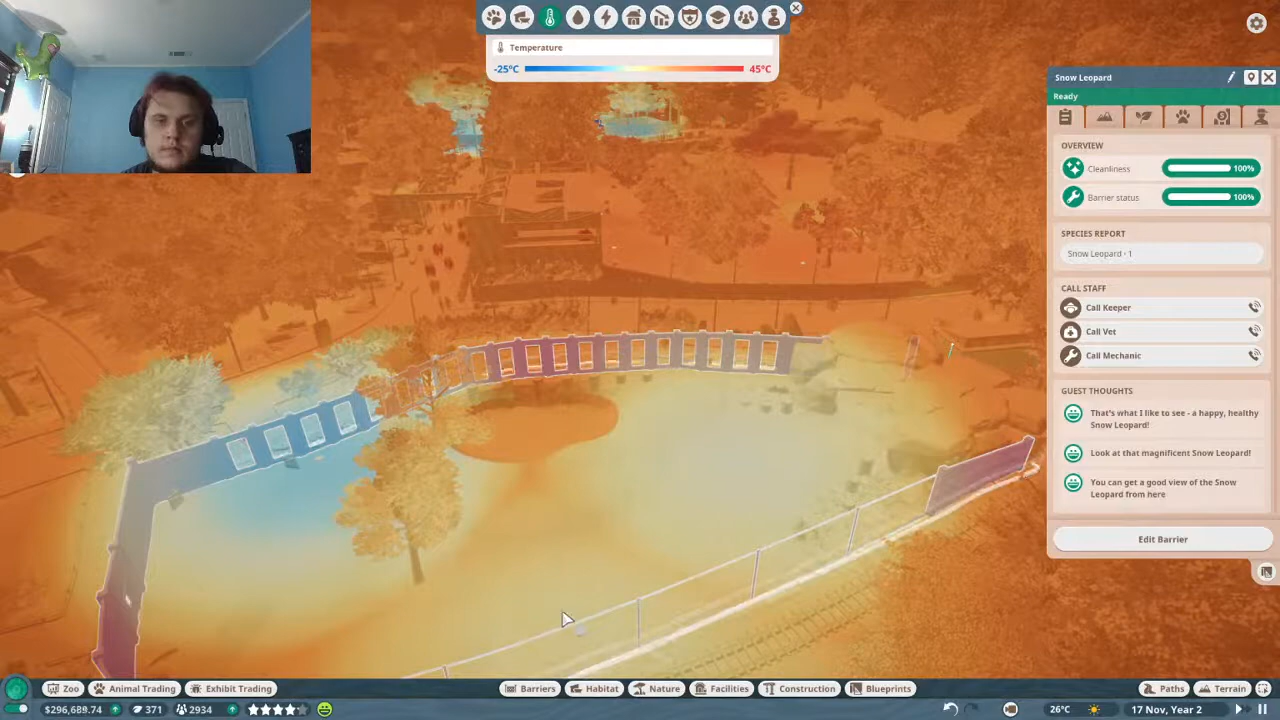 Temperature
-25°C
45°C
Snow Leopard
Ready
OVERVIEW
Cleanliness
100%
Barrier status
100%
SPECIES REPORT
Snow Leopard - 1
CALL STAFF
Call Keeper
Call Vet
Call Mechanic
GUEST THOUGHTS
That's what I like to see - a happy, healthy
Snow Leopard!
Look at that magnificent Snow Leopard!
You can get a good view of the Snow
Leopard from here
Edit Barrier
Zoo
Animal Trading
Exhibit Trading
Barriers
Habitat
Nature
Facilities
Construction
Blueprints
Paths
Terrain
$296,689.74
371
2934
26°C
17 Nov, Year 2